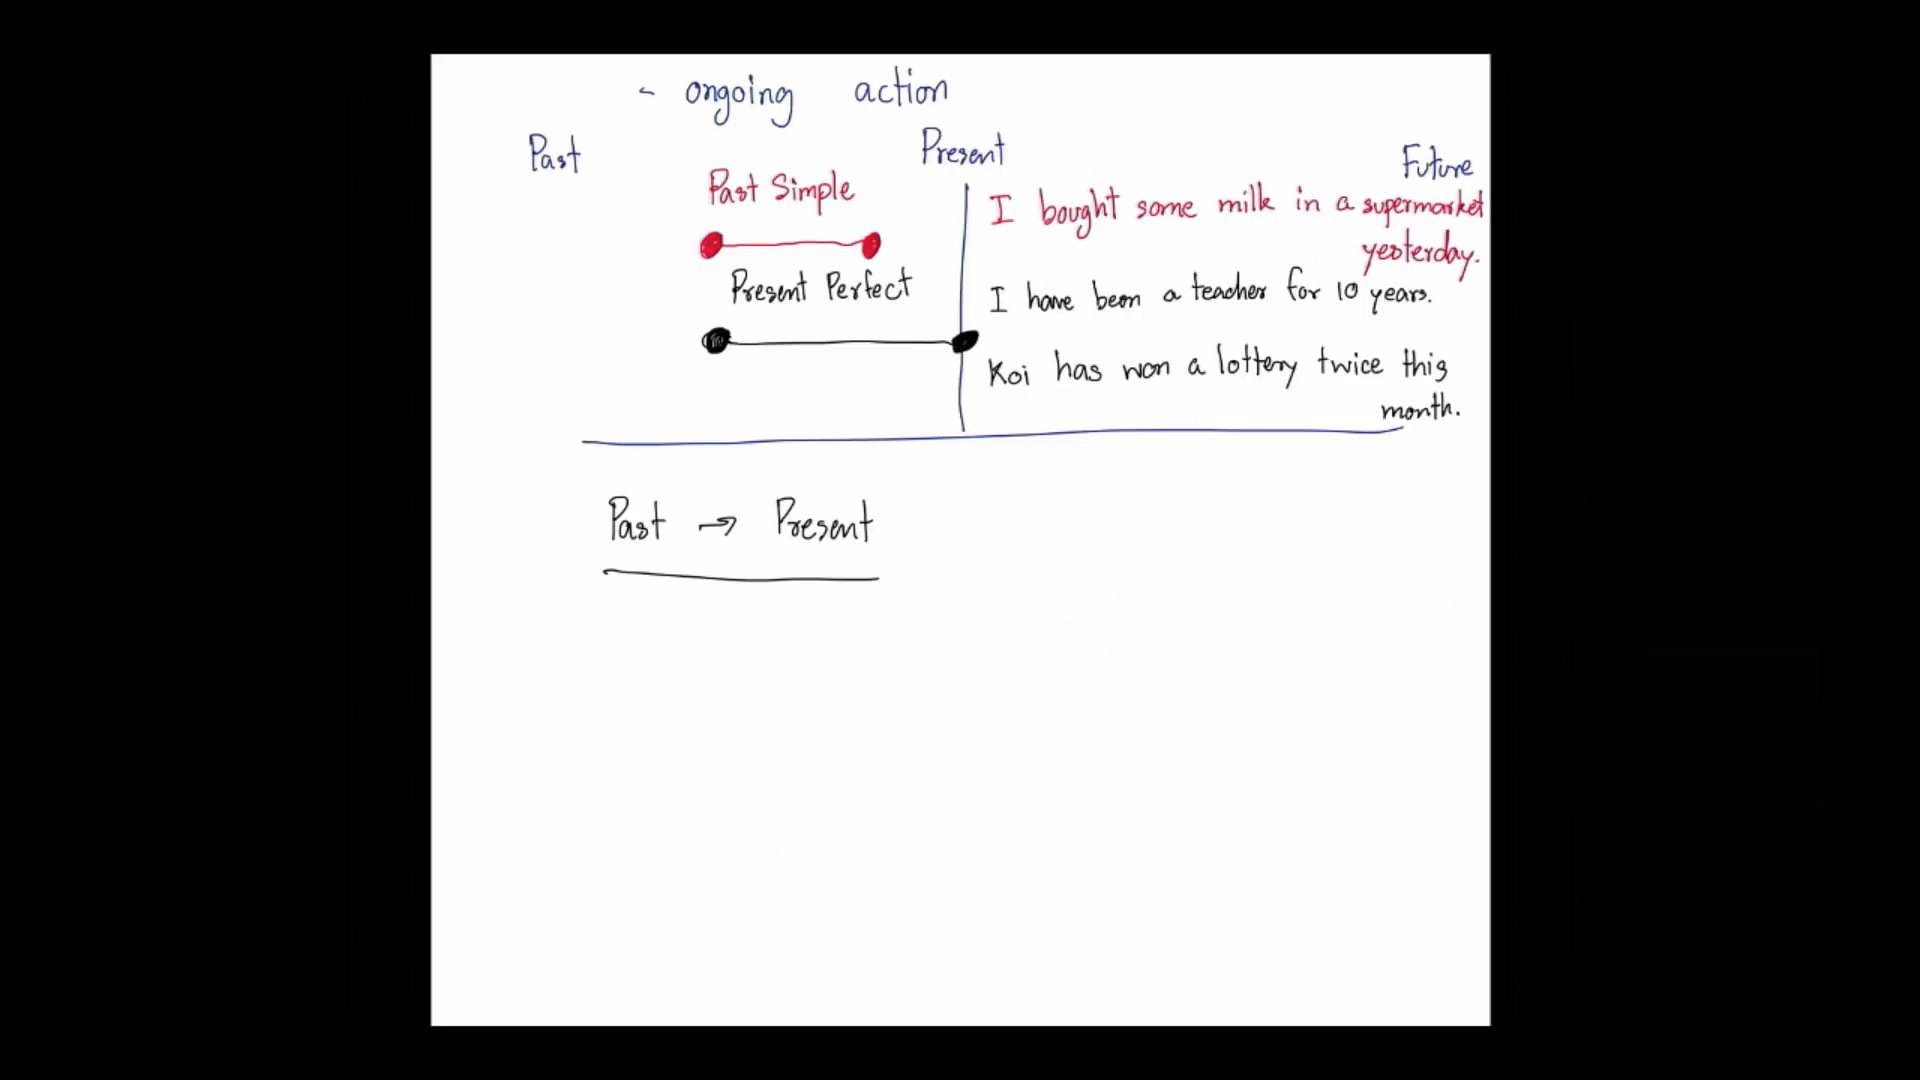 - ongoing action
Past Present Future
Past Simple
I bought some milk in a supermarket
yesterday.
Present Perfect
I have been a teacher for 10 years.
Koi has won a lottery twice this
month.
Past → Present